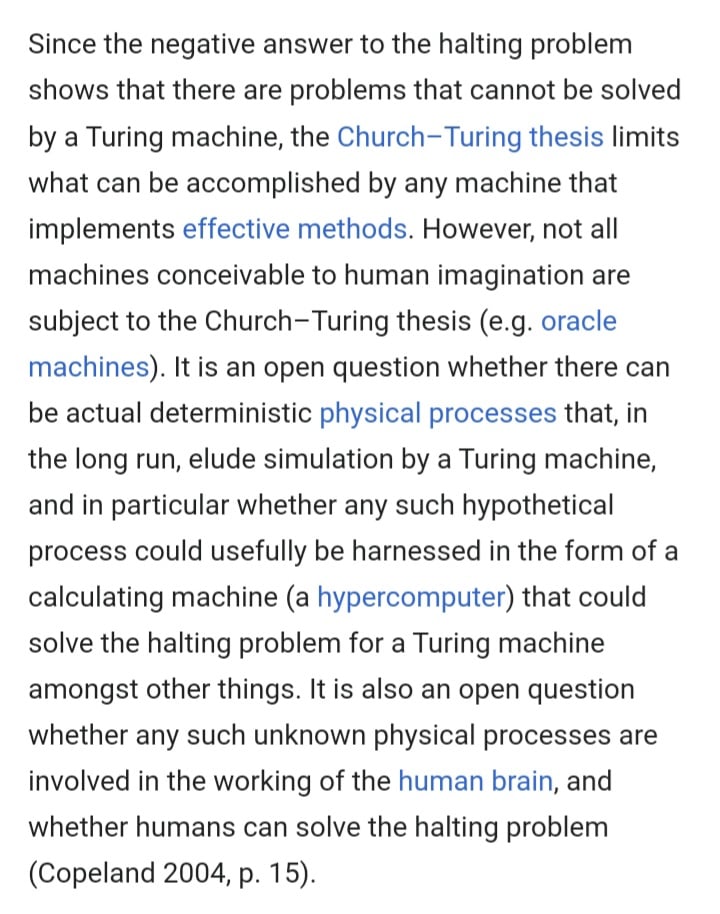 Since the negative answer to the halting problem
shows that there are problems that cannot be solved
by a Turing machine, the Church–Turing thesis limits
what can be accomplished by any machine that
implements effective methods. However, not all
machines conceivable to human imagination are
subject to the Church–Turing thesis (e.g. oracle
machines). It is an open question whether there can
be actual deterministic physical processes that, in
the long run, elude simulation by a Turing machine,
and in particular whether any such hypothetical
process could usefully be harnessed in the form of a
calculating machine (a hypercomputer) that could
solve the halting problem for a Turing machine
amongst other things. It is also an open question
whether any such unknown physical processes are
involved in the working of the human brain, and
whether humans can solve the halting problem
(Copeland 2004, p. 15).